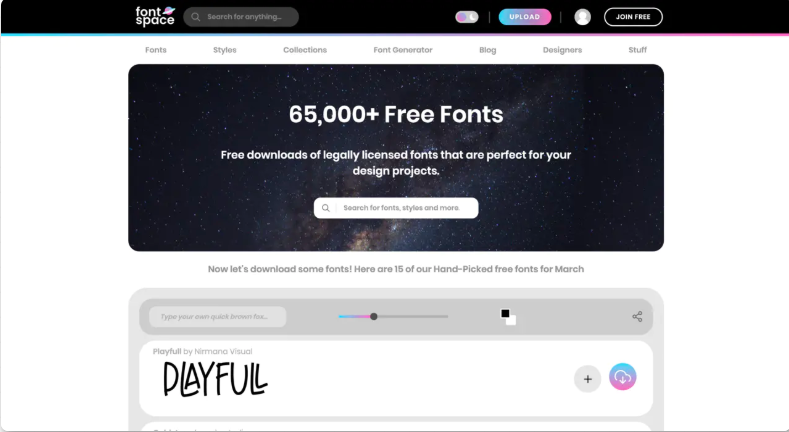 font
space
Search for anything...
UPLOAD
JOIN FREE
Fonts
Styles
Collections
Font Generator
Blog
Designers
Stuff
65,000+ Free Fonts
Free downloads of legally licensed fonts that are perfect for your
design projects.
Search for fonts, styles and more.
Now let's download some fonts! Here are 15 of our Hand-Picked free fonts for March
Type your own quick brown fox...
Playfull by Nirmana Visual
PLAYFULL